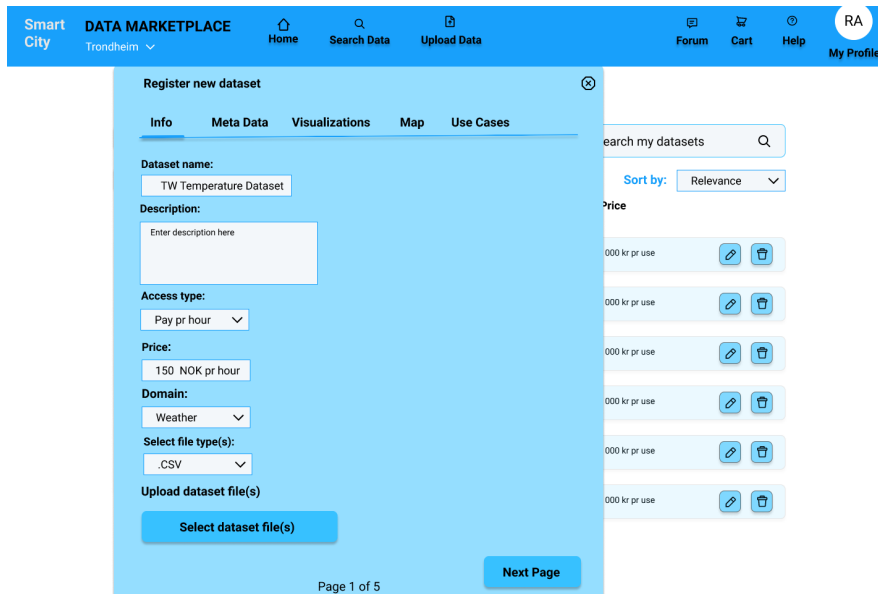 Smart City
DATA MARKETPLACE
Trondheim
Home
Search Data
Upload Data
Forum
Cart
Help
RA
My Profile
Register new dataset
Info
Meta Data
Visualizations
Map
Use Cases
Dataset name:
TW Temperature Dataset
Description:
Enter description here
Access type:
Pay pr hour
Price:
150 NOK pr hour
Domain:
Weather
Select file type(s):
.CSV
Upload dataset file(s)
Select dataset file(s)
Next Page
Page 1 of 5
earch my datasets
Sort by:
Relevance
Price
000 kr pr use
000 kr pr use
000 kr pr use
000 kr pr use
000 kr pr use
000 kr pr use